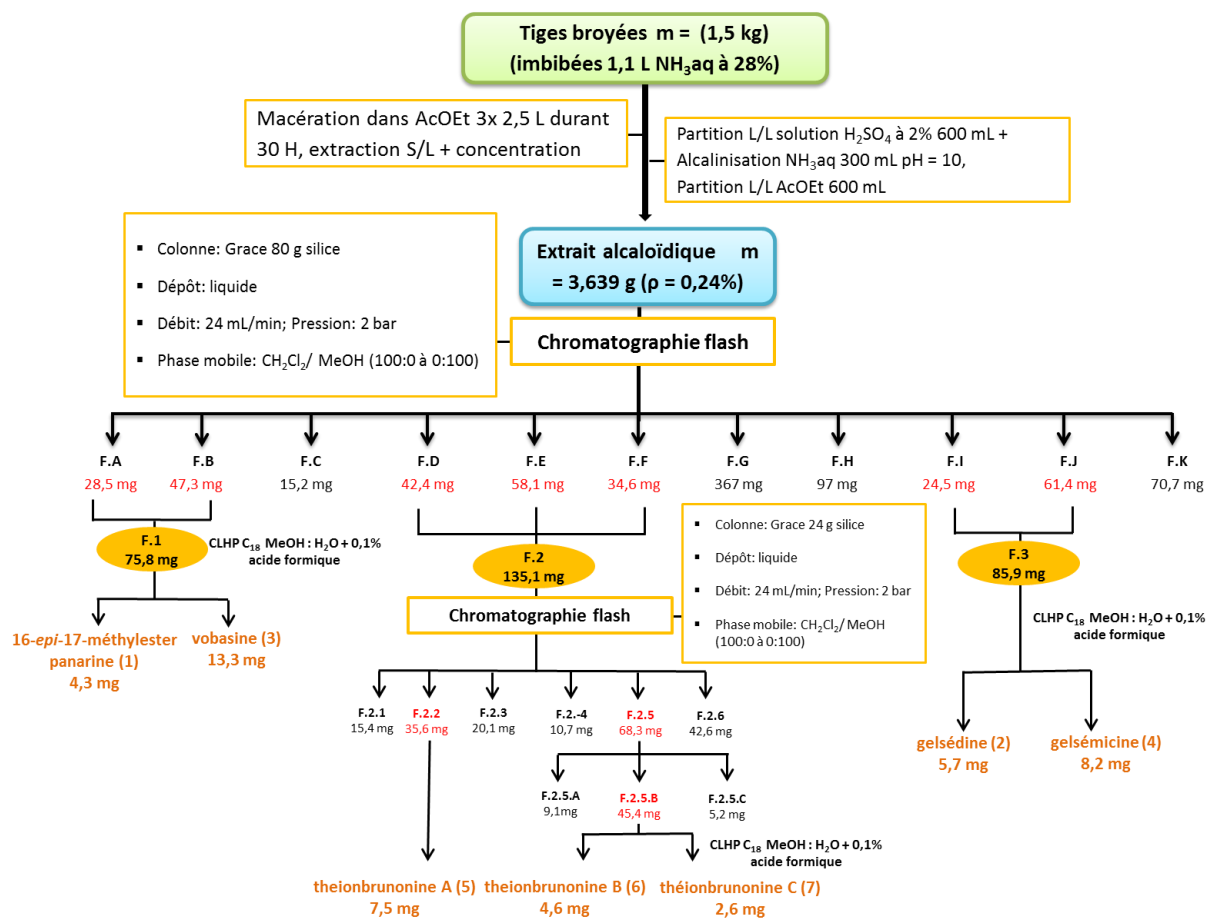 Tiges broyées m = (1,5 kg)
(imbibées 1,1 L NH₃aq à 28%)
Macération dans AcOEt 3x 2,5 L durant
30 H, extraction S/L + concentration
Partition L/L solution H₂SO₄ à 2% 600 mL +
Alcalinisation NH₃aq 300 mL pH = 10,
Partition L/L AcOEt 600 mL
▪ Colonne: Grace 80 g silice
▪ Dépôt: liquide
▪ Débit: 24 mL/min; Pression: 2 bar
▪ Phase mobile: CH₂Cl₂/ MeOH (100:0 à 0:100)
Extrait alcaloïdique m
= 3,639 g (ρ = 0,24%)
Chromatographie flash
F.A F.B F.C F.D F.E F.F F.G F.H F.I F.J F.K
28,5 mg 47,3 mg 15,2 mg 42,4 mg 58,1 mg 34,6 mg 367 mg 97 mg 24,5 mg 61,4 mg 70,7 mg
F.1
75,8 mg
CLHP C₁₈ MeOH : H₂O + 0,1%
acide formique
16-epi-17-méthylester
panarine (1)
4,3 mg
vobasine (3)
13,3 mg
F.2
135,1 mg
Chromatographie flash
▪ Colonne: Grace 24 g silice
▪ Dépôt: liquide
▪ Débit: 24 mL/min; Pression: 2 bar
▪ Phase mobile: CH₂Cl₂/ MeOH
(100:0 à 0:100)
F.3
85,9 mg
CLHP C₁₈ MeOH : H₂O + 0,1%
acide formique
F.2.1 F.2.2 F.2.3 F.2.-4 F.2.5 F.2.6
15,4 mg 35,6 mg 20,1 mg 10,7 mg 68,3 mg 42,6 mg
gelsédine (2)
5,7 mg
gelsémicine (4)
8,2 mg
F.2.5.A F.2.5.B F.2.5.C
9,1mg 45,4 mg 5,2 mg
CLHP C₁₈ MeOH : H₂O + 0,1%
acide formique
theionbrunonine A (5)
7,5 mg
theionbrunonine B (6)
4,6 mg
théionbrunonine C (7)
2,6 mg